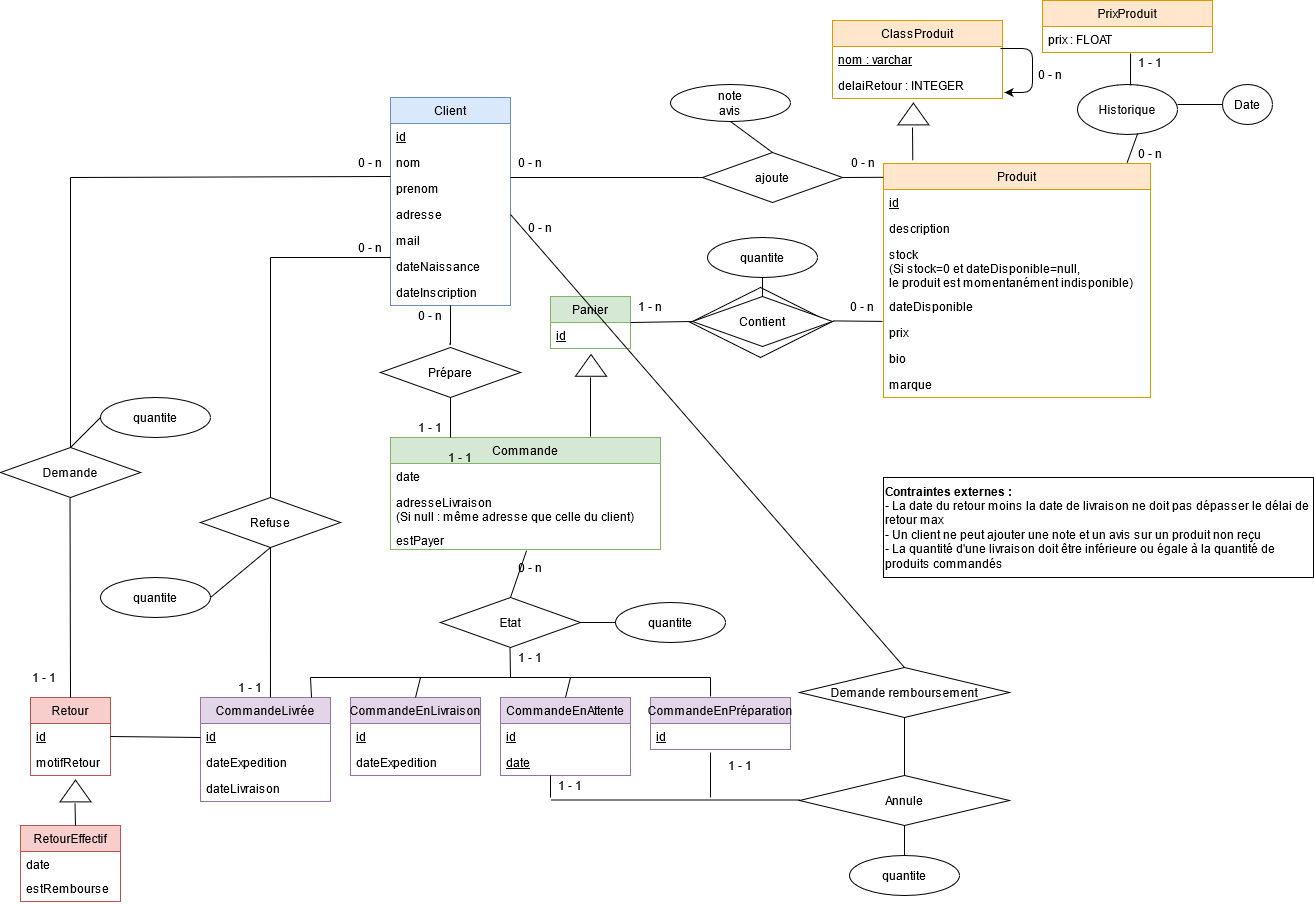 PrixProduit
prix : FLOAT
ClassProduit
nom : varchar
delaiRetour : INTEGER
0 - n
1 - 1
Historique
Date
0 - n
note
avis
Client
id
nom
prenom
adresse
mail
dateNaissance
dateInscription
0 - n
0 - n
ajoute
0 - n
Produit
id
description
stock
(Si stock=0 et dateDisponible=null,
le produit est momentanément indisponible)
dateDisponible
prix
bio
marque
0 - n
0 - n
quantite
Panier
id
1 - n
Contient
0 - n
0 - n
Prépare
1 - 1
quantite
Demande
Commande
1 - 1
date
adresseLivraison
(Si null : même adresse que celle du client)
estPayer
Contraintes externes :
- La date du retour moins la date de livraison ne doit pas dépasser le délai de
retour max
- Un client ne peut ajouter une note et un avis sur un produit non reçu
- La quantité d'une livraison doit être inférieure ou égale à la quantité de
produits commandés
Refuse
quantite
0 - n
Etat
quantite
1 - 1
1 - 1
1 - 1
Demande remboursement
Retour
id
motifRetour
CommandeLivrée
id
dateExpedition
dateLivraison
CommandeEnLivraison
id
dateExpedition
CommandeEnAttente
id
date
CommandeEnPréparation
id
1 - 1
1 - 1
Annule
RetourEffectif
date
estRembourse
quantite